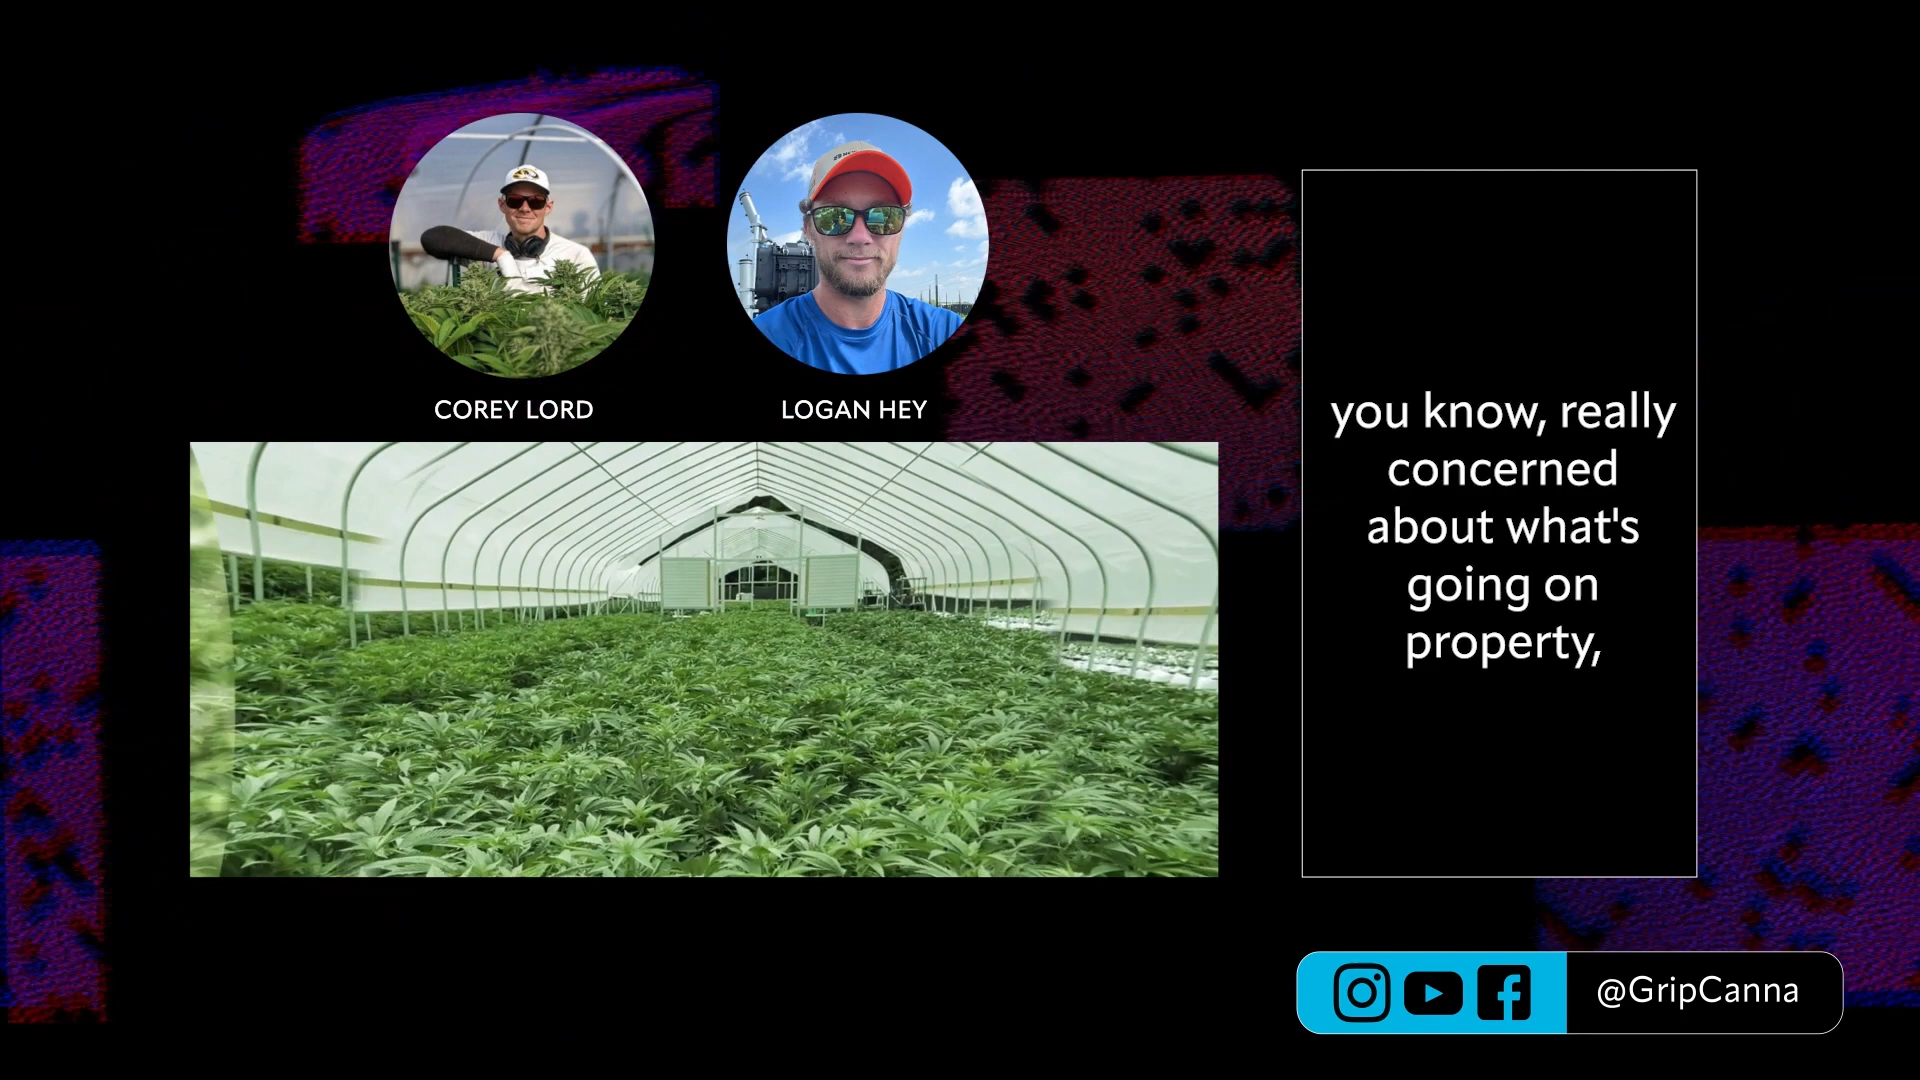 COREY LORD
LOGAN HEY
you know, really
concerned
about what's
going on
property,
@GripCanna